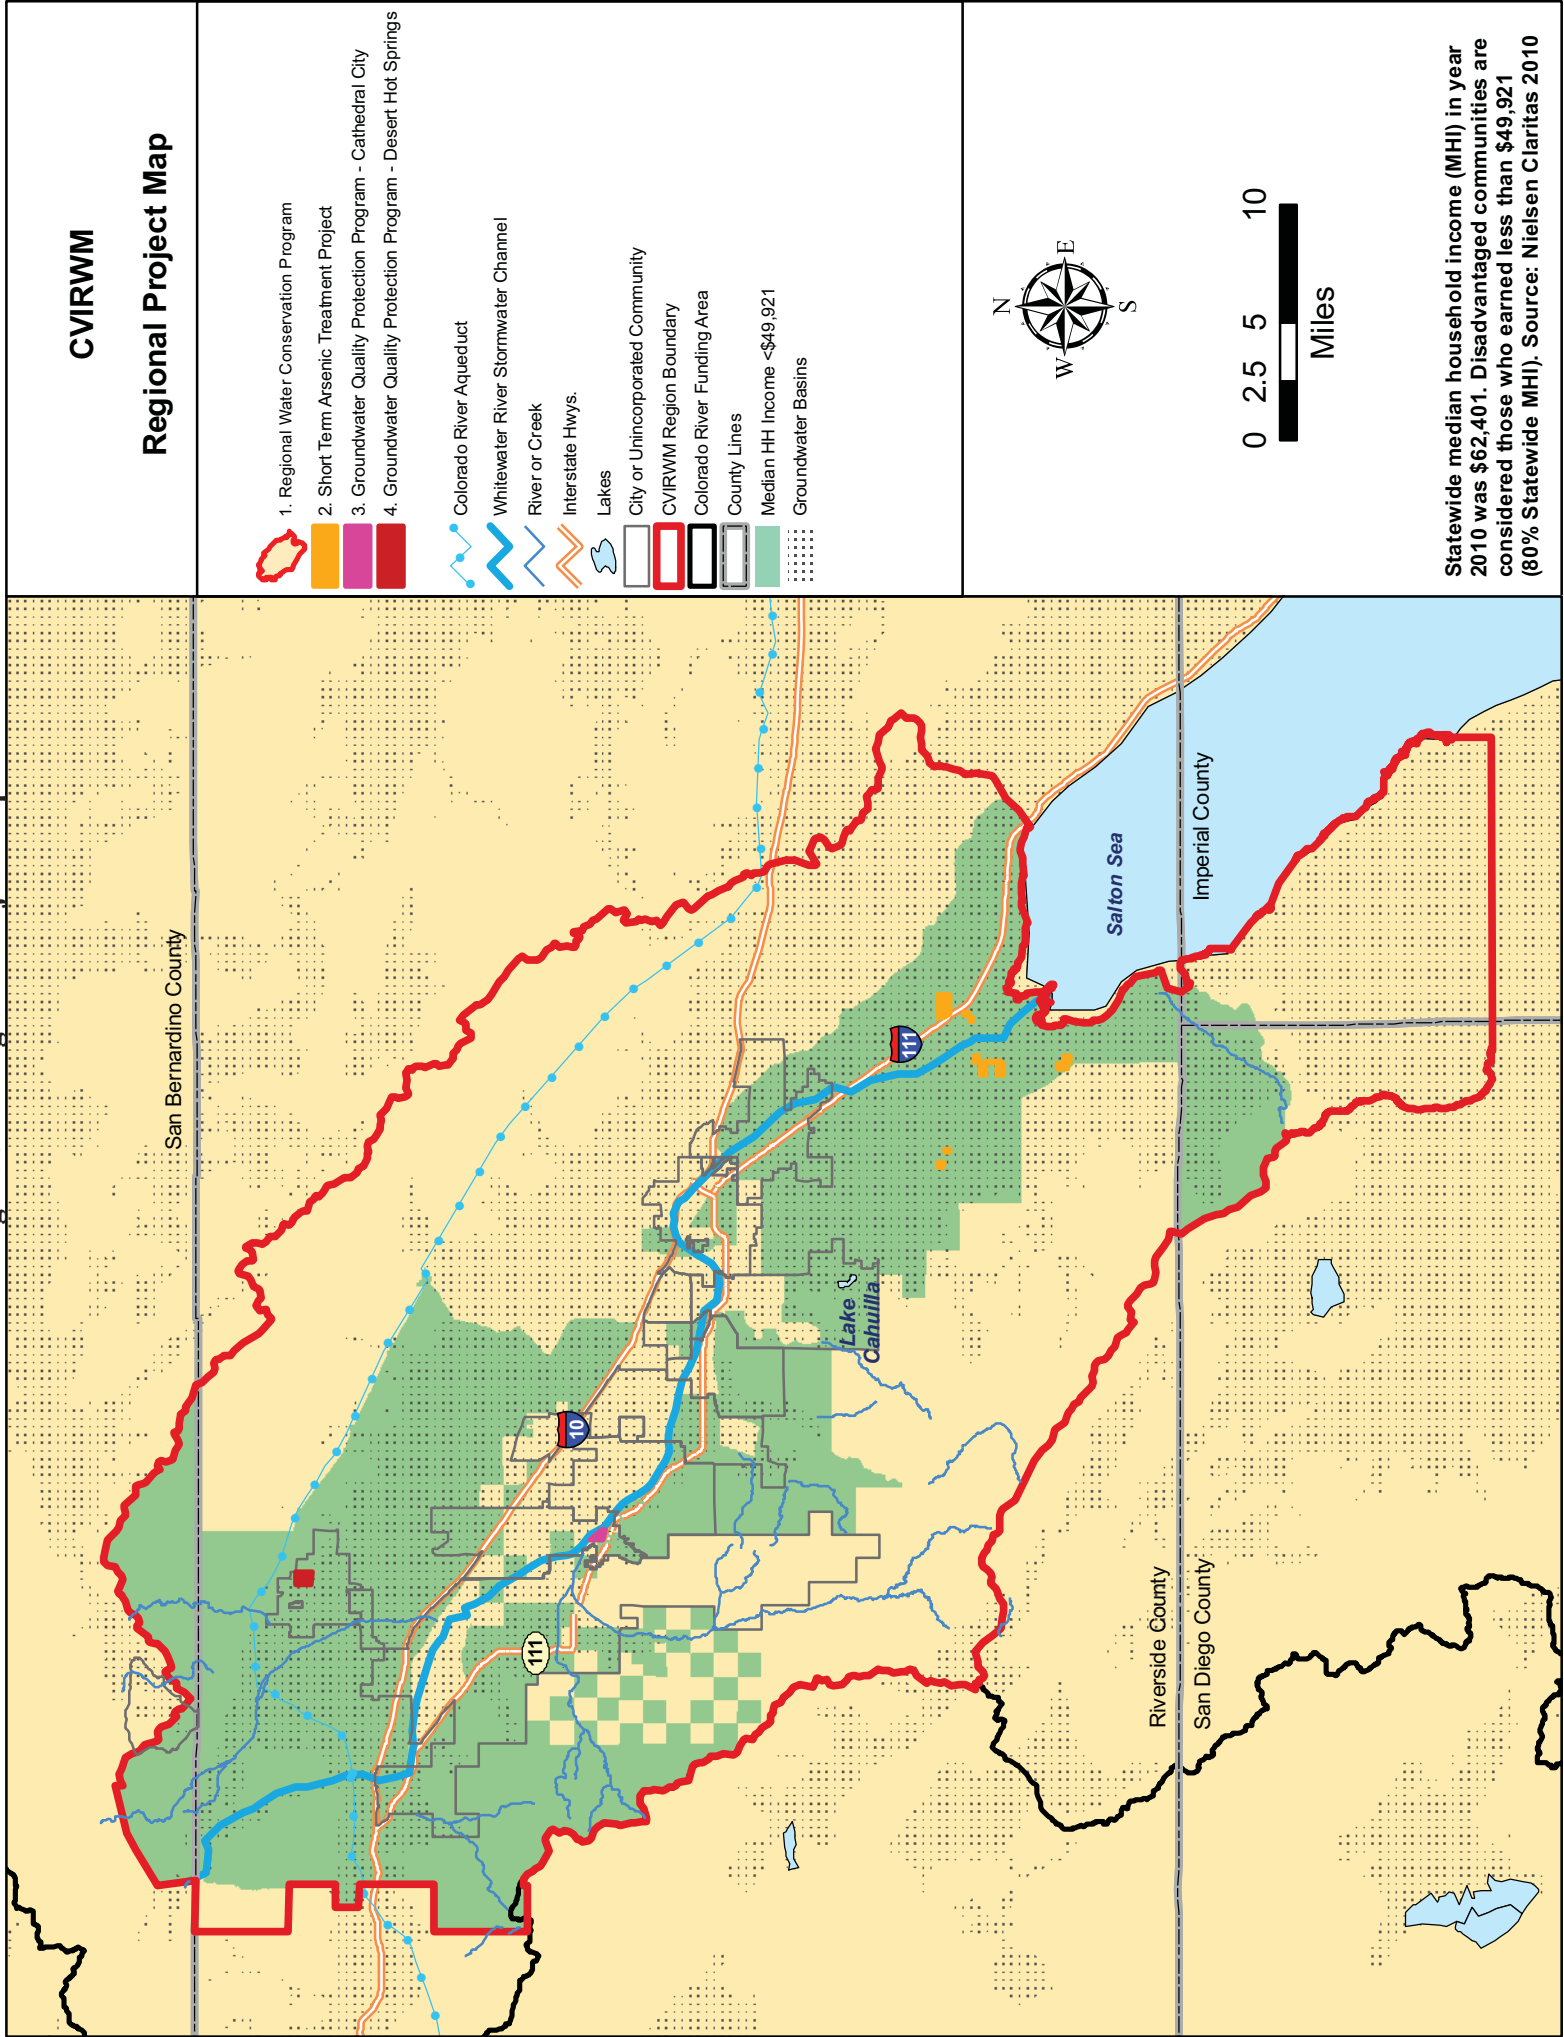 CVIRWM
Regional Project Map
1. Regional Water Conservation Program
2. Short Term Arsenic Treatment Project
3. Groundwater Quality Protection Program - Cathedral City
4. Groundwater Quality Protection Program - Desert Hot Springs
Colorado River Aqueduct
Whitewater River Stormwater Channel
River or Creek
Interstate Hwys.
Lakes
City or Unincorporated Community
CVIRWM Region Boundary
Colorado River Funding Area
County Lines
Median HH Income <$49,921
Groundwater Basins
N
W
E
S
0 2.5 5 10
Miles
Statewide median household income (MHI) in year
2010 was $62,401. Disadvantaged communities are
considered those who earned less than $49,921
(80% Statewide MHI). Source: Nielsen Claritas 2010
San Bernardino County
10
111
111
Lake
Cahuilla
Salton Sea
Riverside County
San Diego County
Imperial County